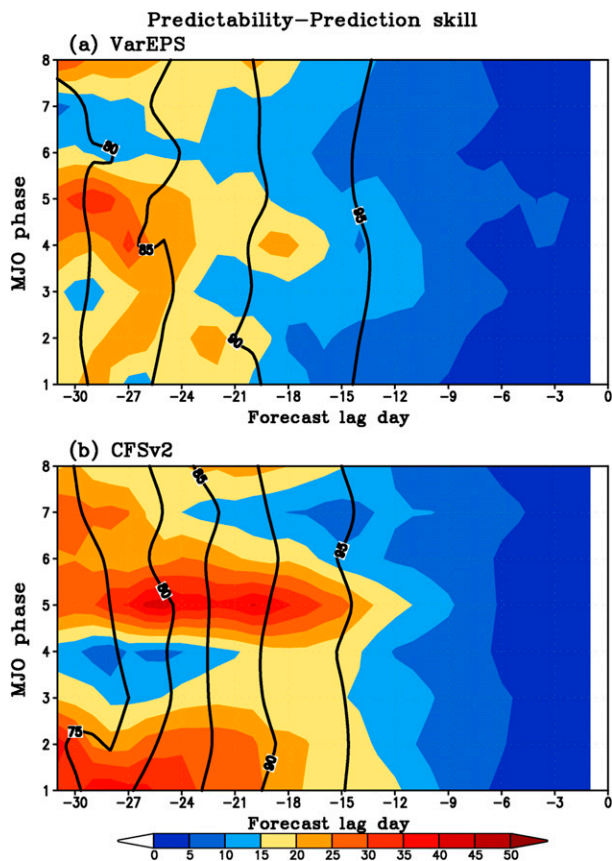 Predictability-Prediction skill
(a) VarEPS
8
7
6
5
4
3
2
1
MJO phase
80
85
90
95
-30 -27 -24 -21 -18 -15 -12 -9 -6 -3 0
Forecast lag day
(b) CFSv2
8
7
6
5
4
3
2
1
MJO phase
85
95
80
75
90
-30 -27 -24 -21 -18 -15 -12 -9 -6 -3 0
Forecast lag day
0 5 10 15 20 25 30 35 40 45 50